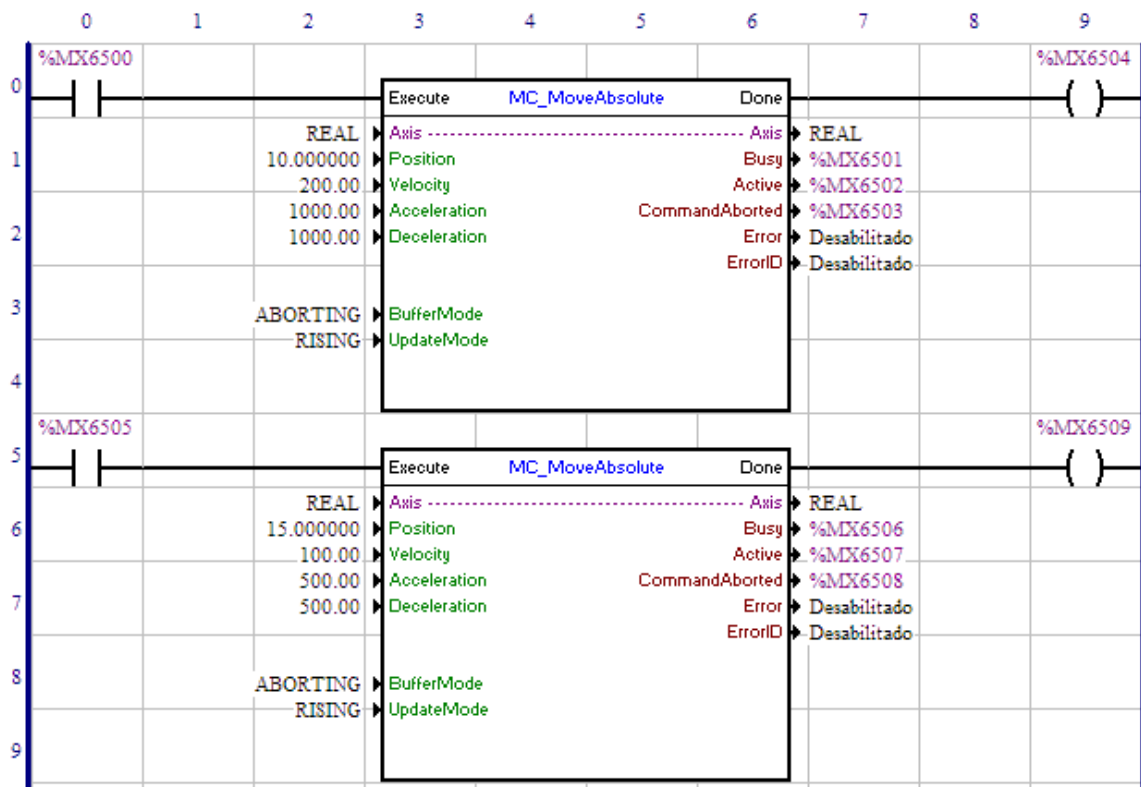 0 1 2 3 4 5 6 7 8 9
%MX6500 %MX6504
0 Execute MC_MoveAbsolute Done
REAL Axis Axis REAL
1 10.000000 Position Busy %MX6501
200.00 Velocity Active %MX6502
1000.00 Acceleration CommandAborted %MX6503
2 1000.00 Deceleration Error Desabilitado
ErrorID Desabilitado
3 ABORTING BufferMode
RISING UpdateMode
4
%MX6505 %MX6509
5 Execute MC_MoveAbsolute Done
REAL Axis Axis REAL
6 15.000000 Position Busy %MX6506
100.00 Velocity Active %MX6507
500.00 Acceleration CommandAborted %MX6508
7 500.00 Deceleration Error Desabilitado
ErrorID Desabilitado
8 ABORTING BufferMode
RISING UpdateMode
9